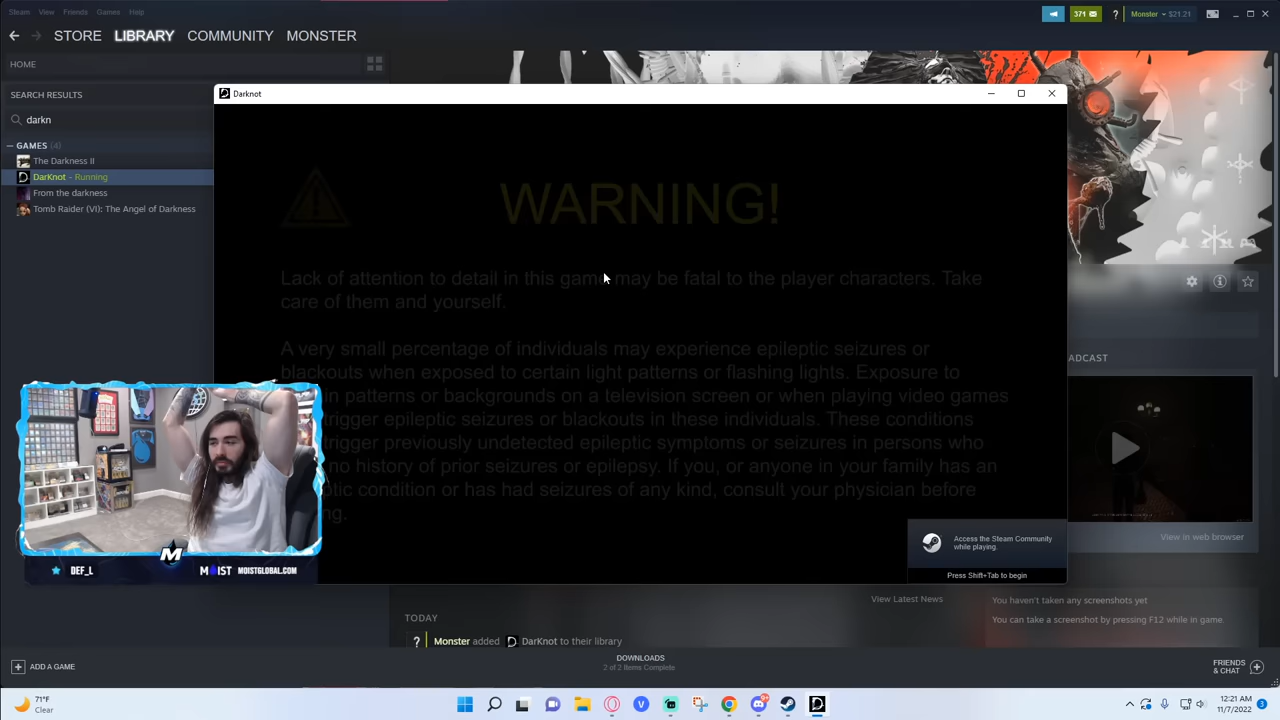 Steam View Friends Games Help
371
?
Monster
$21.21
STORE LIBRARY COMMUNITY MONSTER
HOME
SEARCH RESULTS
darkn
GAMES (4)
The Darkness II
DarKnot - Running
From the darkness
Tomb Raider (VI): The Angel of Darkness
Darknot
WARNING!
Lack of attention to detail in this game may be fatal to the player characters. Take
care of them and yourself.
A very small percentage of individuals may experience epileptic seizures or
blackouts when exposed to certain light patterns or flashing lights. Exposure to
patterns or backgrounds on a television screen or when playing video games
trigger epileptic seizures or blackouts in these individuals. These conditions
trigger previously undetected epileptic symptoms or seizures in persons who
no history of prior seizures or epilepsy. If you, or anyone in your family has an
condition or has had seizures of any kind, consult your physician before
Access the Steam Community
while playing.
Press Shift+Tab to begin
ADCAST
View in web browser
View Latest News
You haven't taken any screenshots yet
You can take a screenshot by pressing F12 while in game.
DEF_L
M
MOIST MOISTGLOBAL.COM
TODAY
? Monster added DarKnot to their library
ADD A GAME
DOWNLOADS
2 of 2 Items Complete
FRIENDS
& CHAT
71°F
Clear
9+
12:21 AM
11/7/2022
3